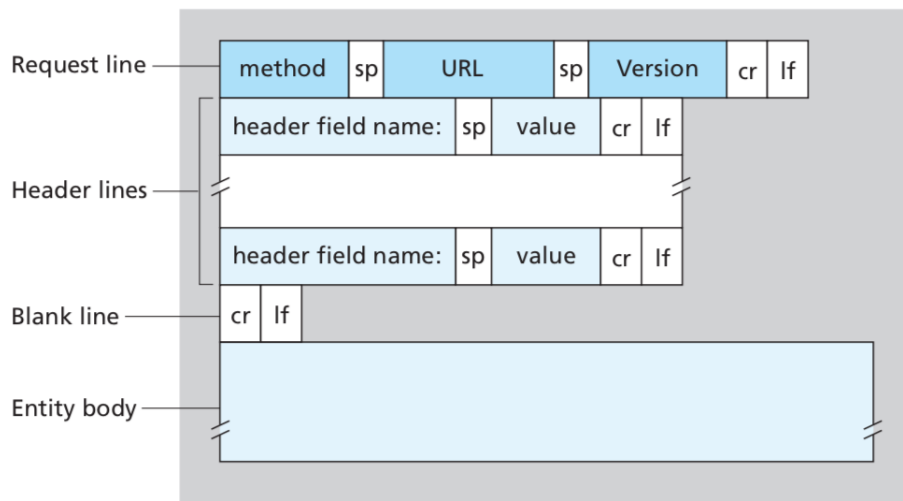 Request line
method sp URL sp Version cr lf
header field name: sp value cr lf
Header lines
header field name: sp value cr lf
Blank line
cr lf
Entity body